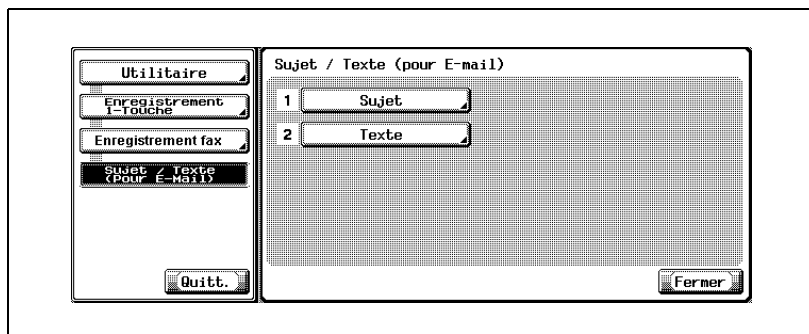 Utilitaire
Enregistrement
1-Touche
Enregistrement fax
Sujet / Texte
(Pour E-Mail)
Quitt.
Sujet / Texte (pour E-mail)
1 Sujet
2 Texte
Fermer